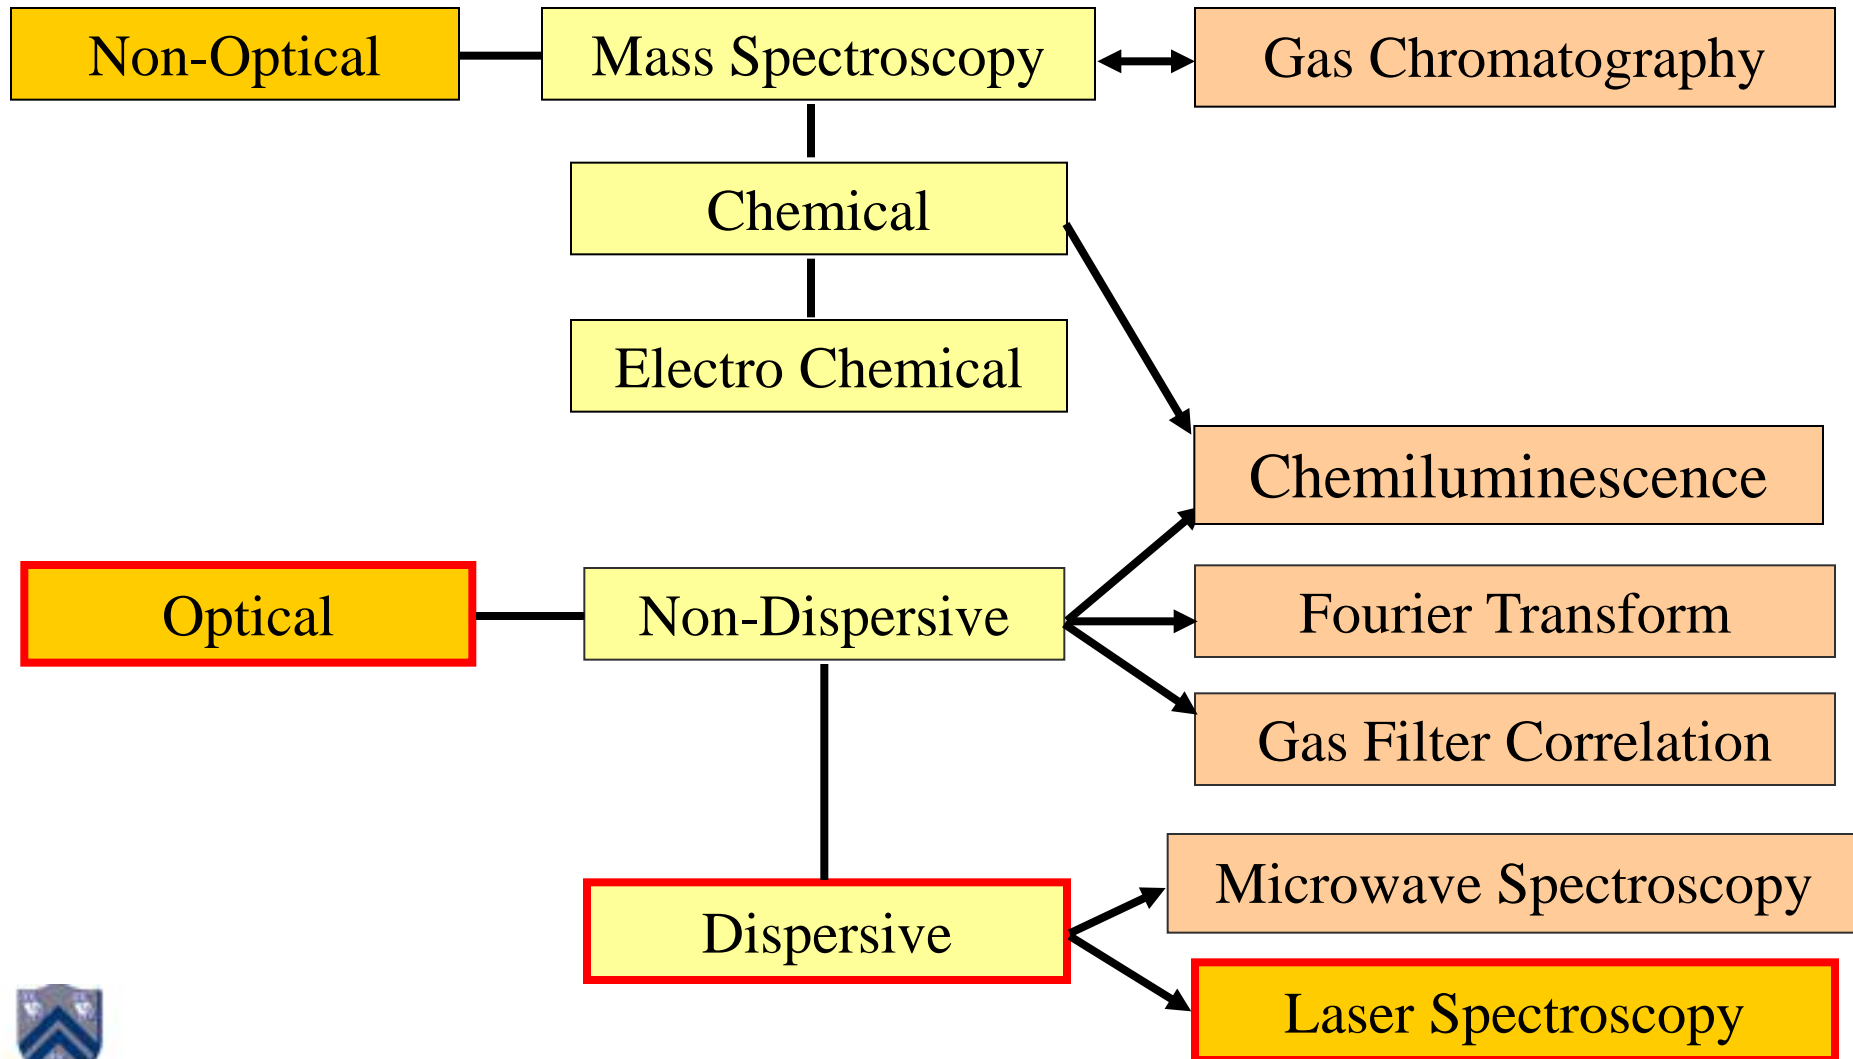 Non-Optical
Mass Spectroscopy
Gas Chromatography
Chemical
Electro Chemical
Chemiluminescence
Optical
Non-Dispersive
Fourier Transform
Gas Filter Correlation
Microwave Spectroscopy
Dispersive
Laser Spectroscopy